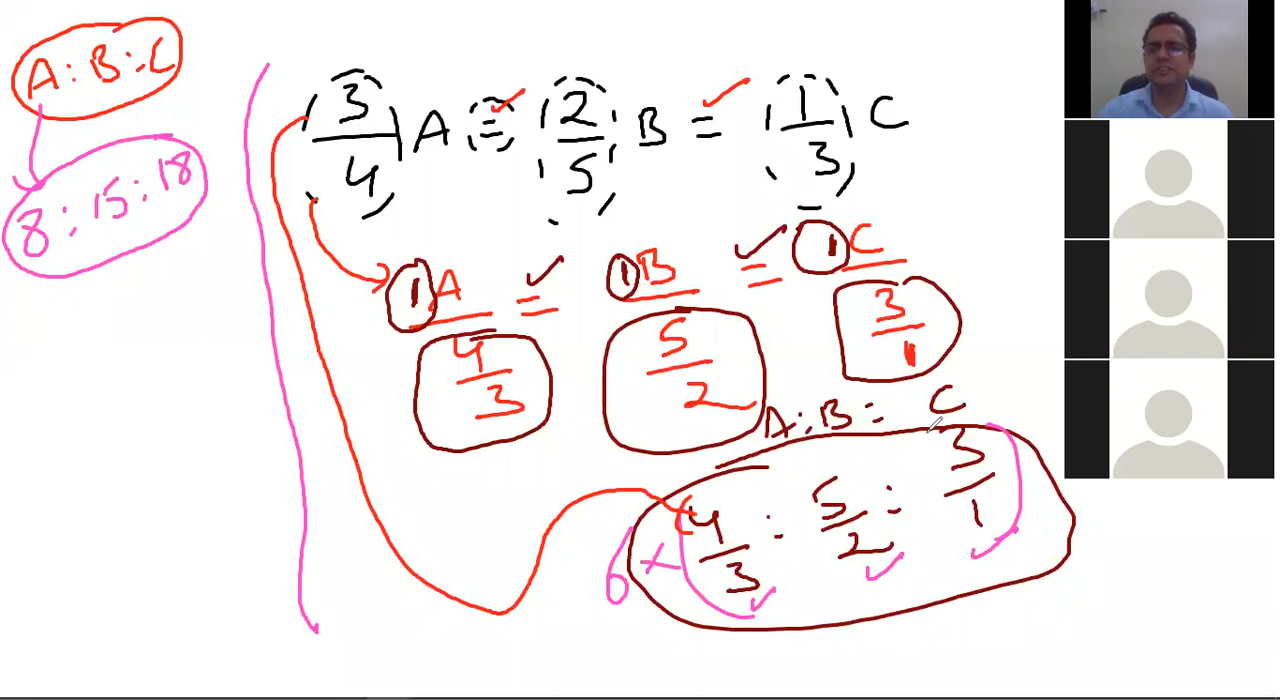 A : B : C
8 : 15 : 18
3/4 A = 2/5 B = 1/3 C
1A/(4/3) = 1B/(5/2) = 1C/(3/1)
A : B : C
6 × (4/3 : 5/2 : 3/1)